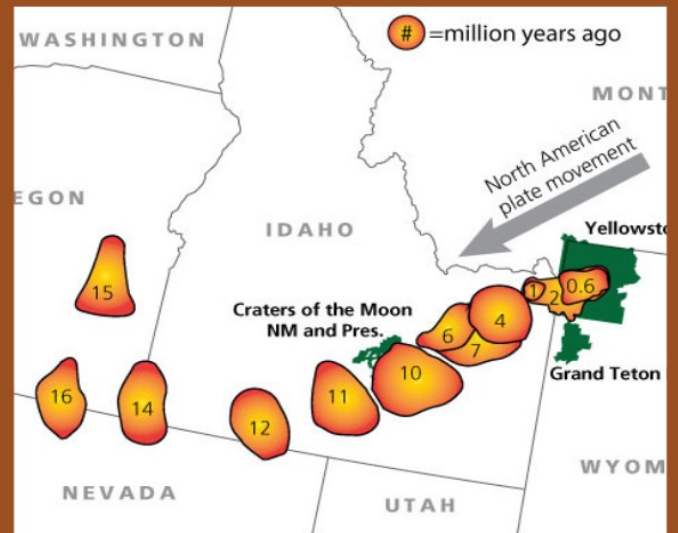 WASHINGTON
# =million years ago
MONT
North American
plate movement
EGON
IDAHO
Yellowst
15
1
2
0.6
Craters of the Moon
NM and Pres.
4
6
7
Grand Teton
10
16
14
11
12
WYOM
NEVADA
UTAH